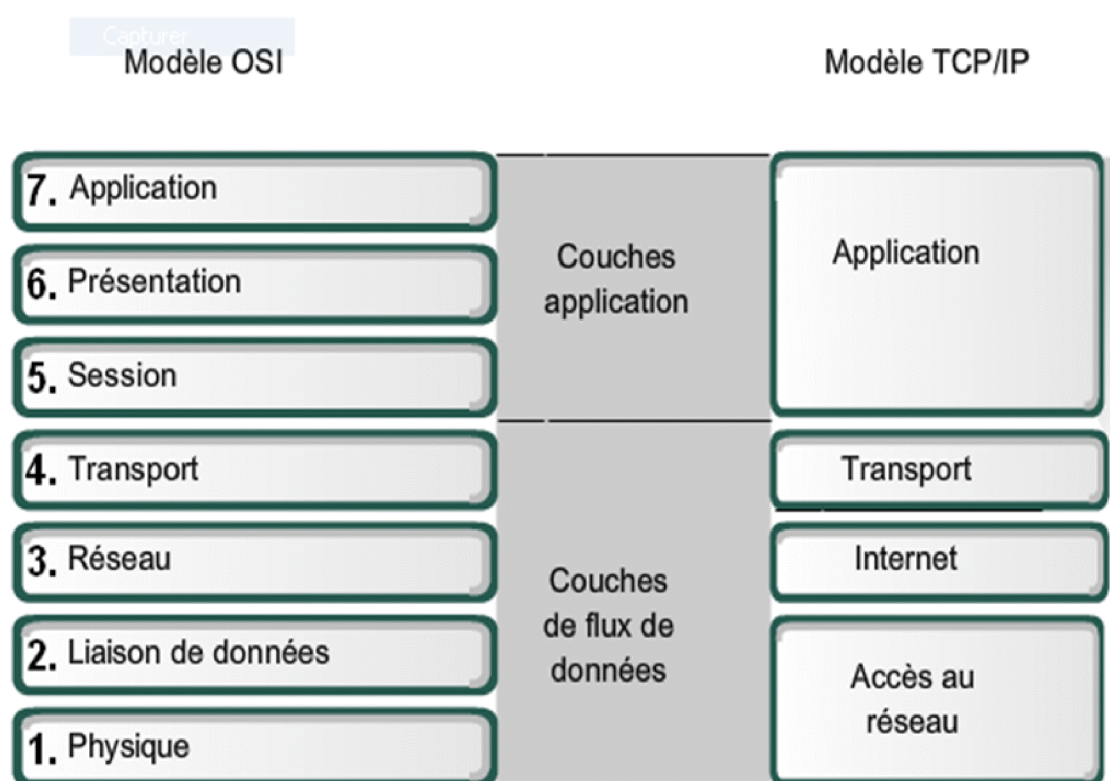 Capturer
Modèle OSI
Modèle TCP/IP
7. Application
6. Présentation
5. Session
4. Transport
3. Réseau
2. Liaison de données
1. Physique
Couches
application
Couches
de flux de
données
Application
Transport
Internet
Accès au
réseau